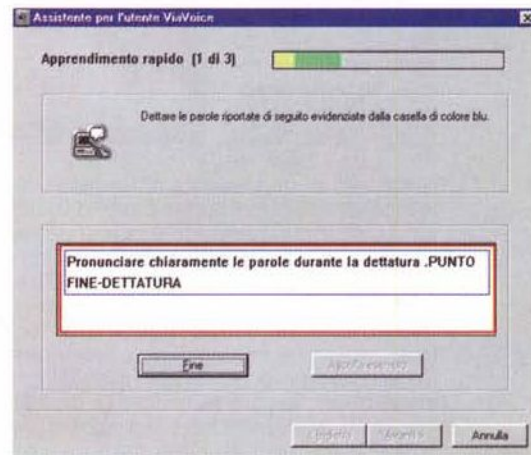 Assistente per l'utente ViaVoice
Apprendimento rapido (1 di 3)
Dettare le parole riportate di seguito evidenziate dalla casella di colore blu.
Pronunciare chiaramente le parole durante la dettatura .PUNTO
FINE-DETTATURA
Fine
Annulla